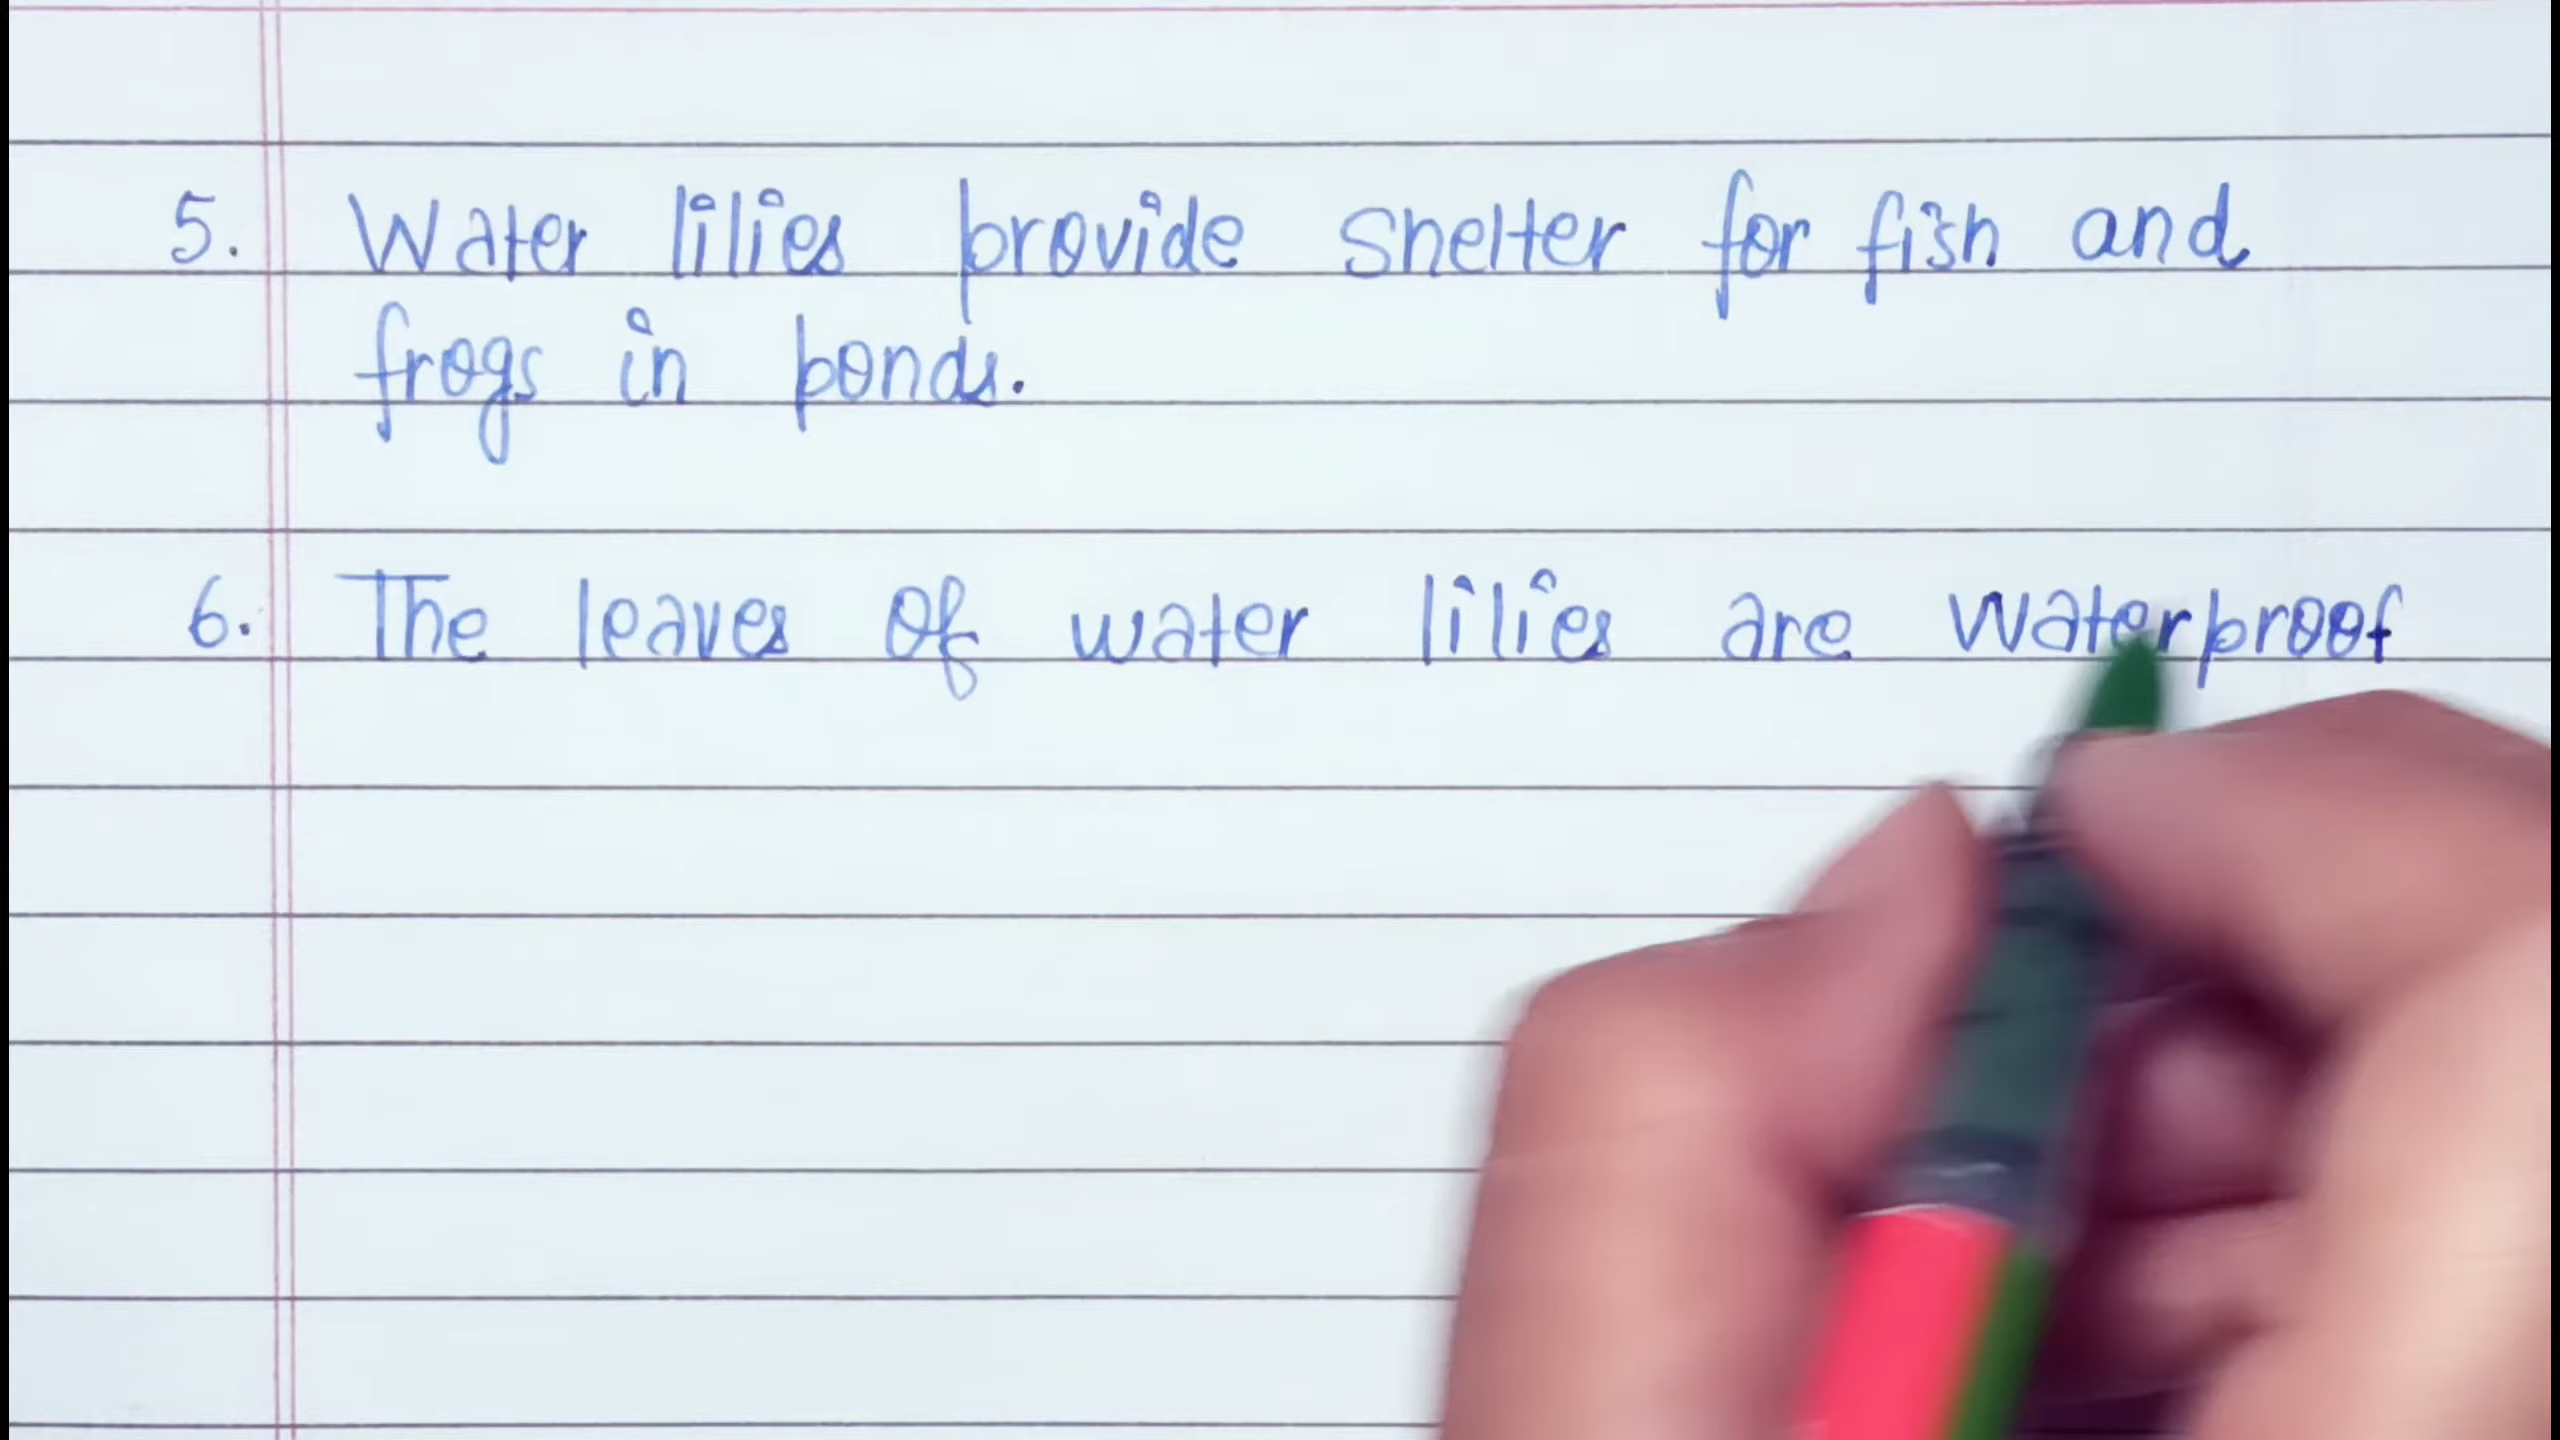 5. Water lilies provide shelter for fish and
frogs in ponds.
6. The leaves of water lilies are waterproof